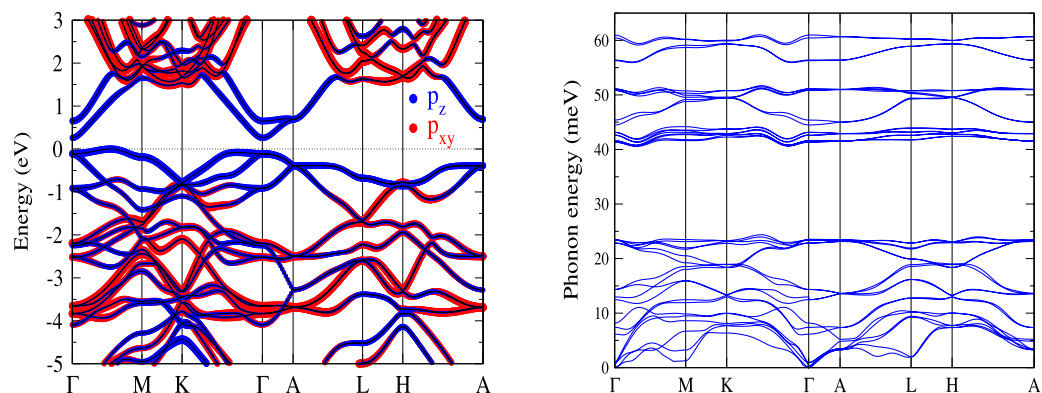 3
2
1
0
-1
-2
-3
-4
-5
Energy (eV)
p_z
p_xy
Γ M K Γ A L H A
60
50
40
30
20
10
0
Phonon energy (meV)
Γ M K Γ A L H A